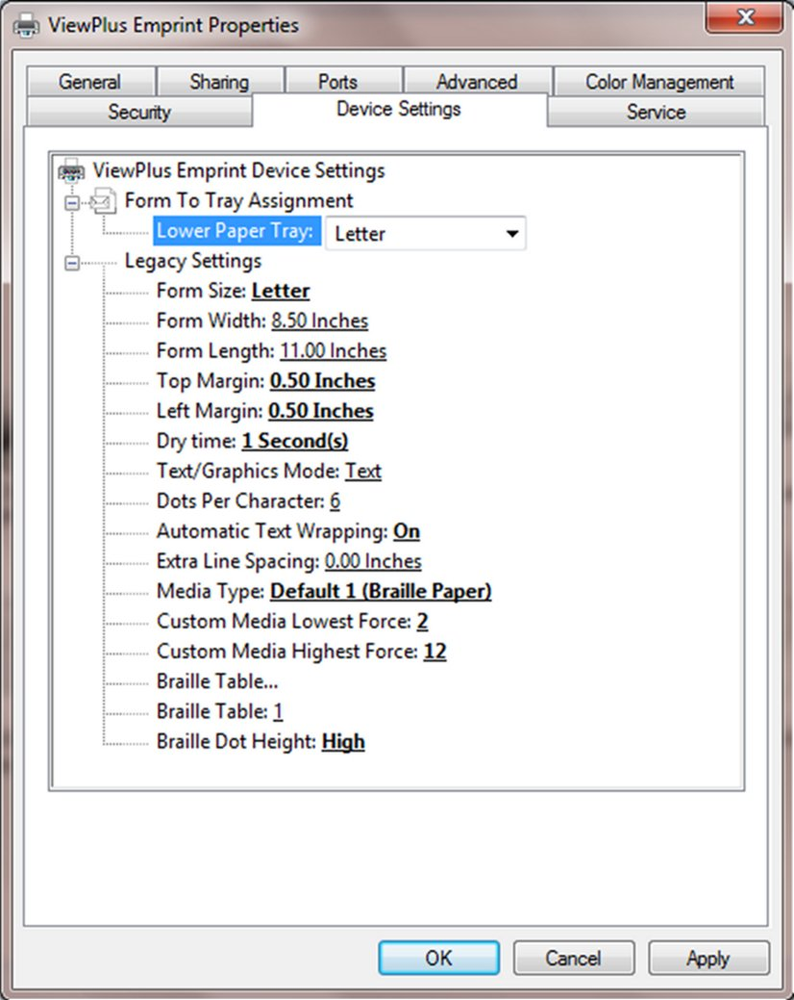 ViewPlus Emprint Properties
General Sharing Ports Advanced Color Management
Security Device Settings Service
ViewPlus Emprint Device Settings
Form To Tray Assignment
Lower Paper Tray: Letter
Legacy Settings
Form Size: Letter
Form Width: 8.50 Inches
Form Length: 11.00 Inches
Top Margin: 0.50 Inches
Left Margin: 0.50 Inches
Dry time: 1 Second(s)
Text/Graphics Mode: Text
Dots Per Character: 6
Automatic Text Wrapping: On
Extra Line Spacing: 0.00 Inches
Media Type: Default 1 (Braille Paper)
Custom Media Lowest Force: 2
Custom Media Highest Force: 12
Braille Table...
Braille Table: 1
Braille Dot Height: High
OK Cancel Apply